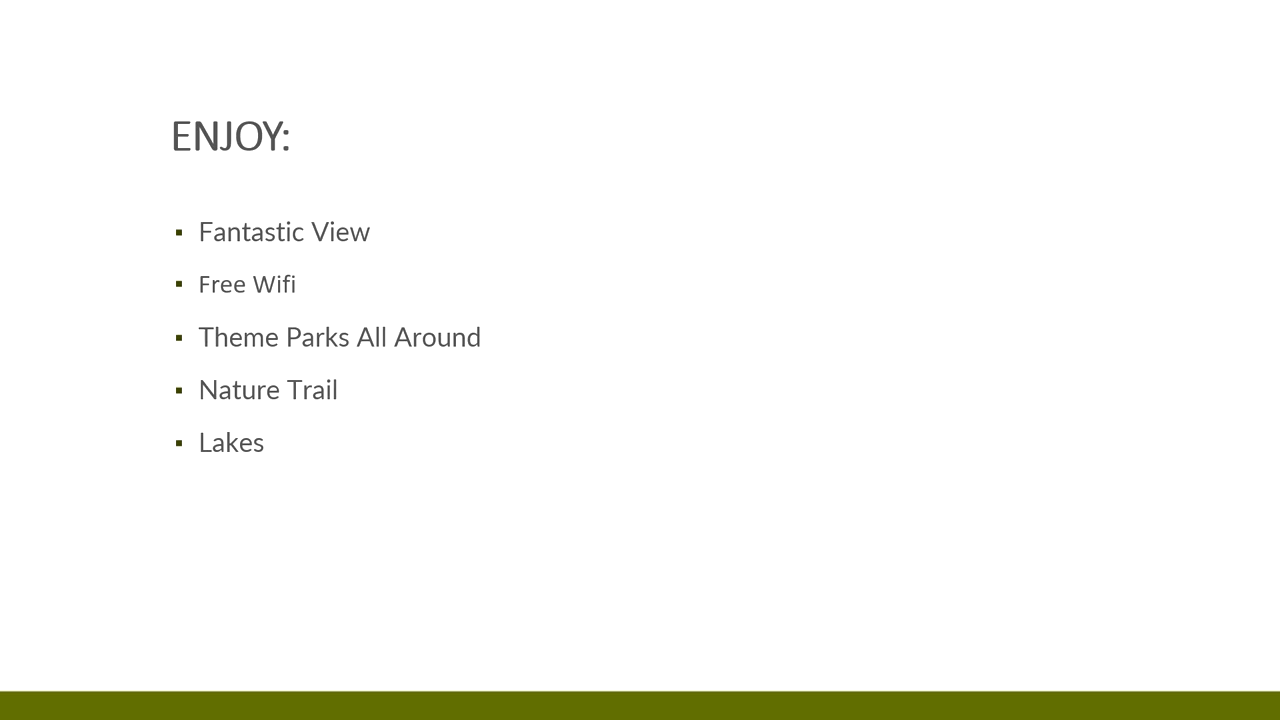 ENJOY:
▪ Fantastic View
▪ Free Wifi
▪ Theme Parks All Around
▪ Nature Trail
▪ Lakes